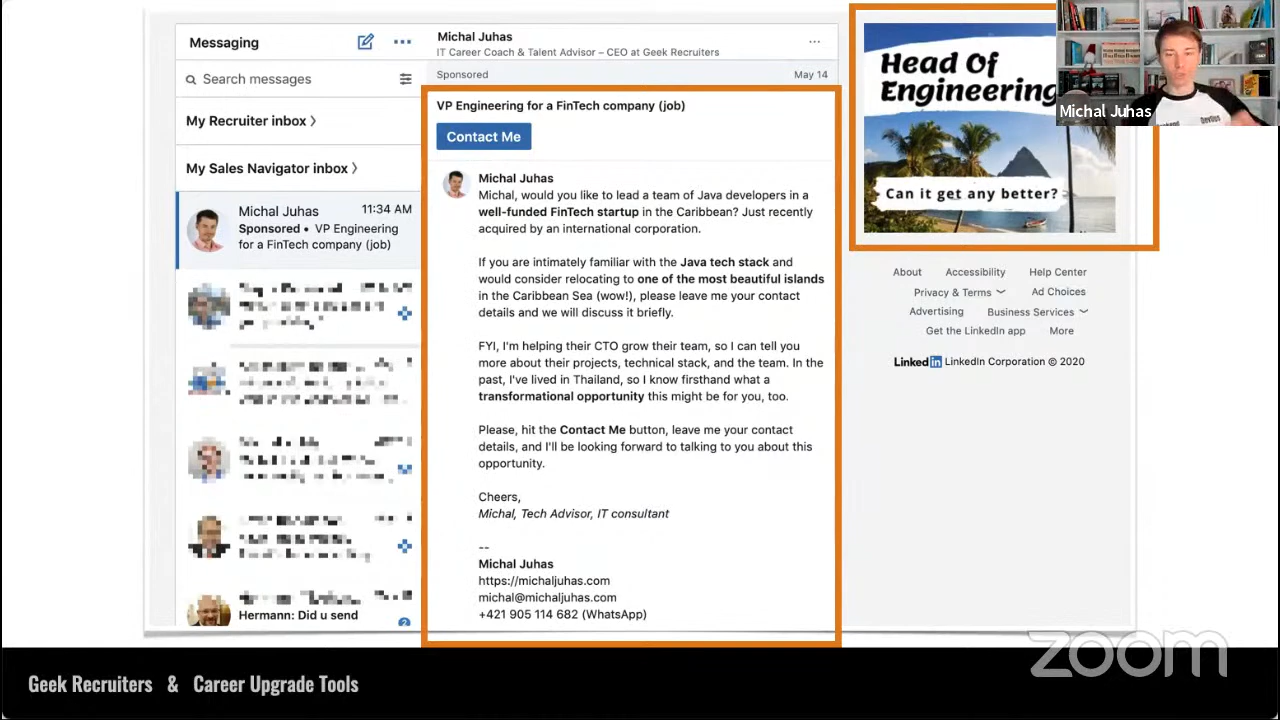 Messaging
Search messages
My Recruiter inbox
My Sales Navigator inbox
Michal Juhas 11:34 AM
Sponsored • VP Engineering
for a FinTech company (job)
Hermann: Did u send
2
Michal Juhas
IT Career Coach & Talent Advisor – CEO at Geek Recruiters
Sponsored May 14
VP Engineering for a FinTech company (job)
Contact Me
Michal Juhas
Michal, would you like to lead a team of Java developers in a
well-funded FinTech startup in the Caribbean? Just recently
acquired by an international corporation.
If you are intimately familiar with the Java tech stack and
would consider relocating to one of the most beautiful islands
in the Caribbean Sea (wow!), please leave me your contact
details and we will discuss it briefly.
FYI, I'm helping their CTO grow their team, so I can tell you
more about their projects, technical stack, and the team. In the
past, I've lived in Thailand, so I know firsthand what a
transformational opportunity this might be for you, too.
Please, hit the Contact Me button, leave me your contact
details, and I'll be looking forward to talking to you about this
opportunity.
Cheers,
Michal, Tech Advisor, IT consultant
--
Michal Juhas
https://michaljuhas.com
michal@michaljuhas.com
+421 905 114 682 (WhatsApp)
Head Of
Engineering
Can it get any better?
Michal Juhas
About Accessibility Help Center
Privacy & Terms Ad Choices
Advertising Business Services
Get the LinkedIn app More
LinkedIn LinkedIn Corporation © 2020
zoom
Geek Recruiters & Career Upgrade Tools